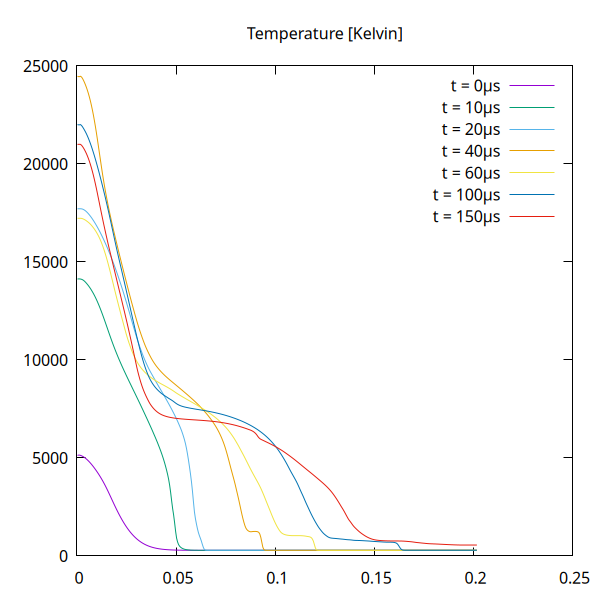 Temperature [Kelvin]
25000
20000
15000
10000
5000
0
t = 0µs
t = 10µs
t = 20µs
t = 40µs
t = 60µs
t = 100µs
t = 150µs
0 0.05 0.1 0.15 0.2 0.25